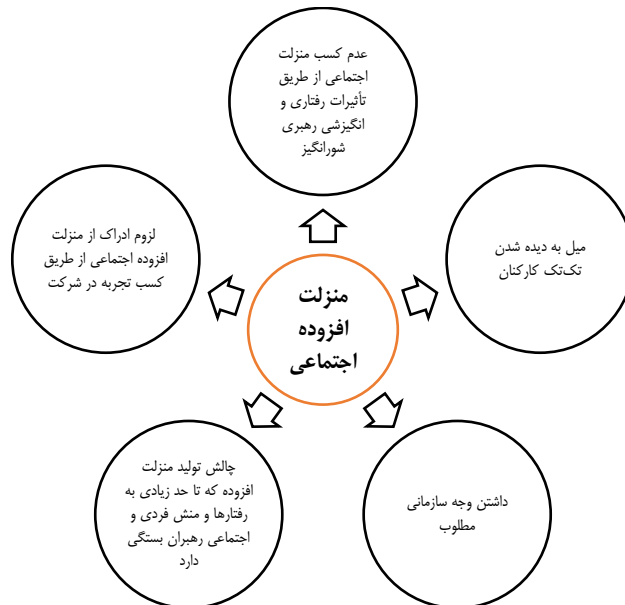 عدم کسب منزلت
اجتماعی از طریق
تأثیرات رفتاری و
انگیزشی رهبری
شورانگیز
میل به دیده شدن
تک‌تک کارکنان
لزوم ادراک از منزلت
افزوده اجتماعی از طریق
کسب تجربه در شرکت
منزلت
افزوده
اجتماعی
داشتن وجه سازمانی
مطلوب
چالش تولید منزلت
افزوده که تا حد زیادی به
رفتارها و منش فردی و
اجتماعی رهبران بستگی
دارد